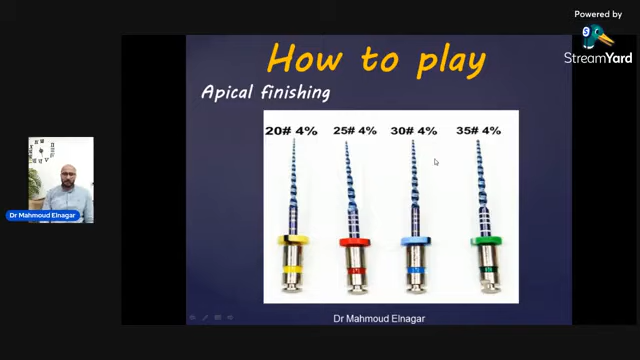 Powered by
StreamYard
How to play
Apical finishing
20# 4% 25# 4% 30# 4% 35# 4%
Dr Mahmoud Elnagar
Dr Mahmoud Elnagar